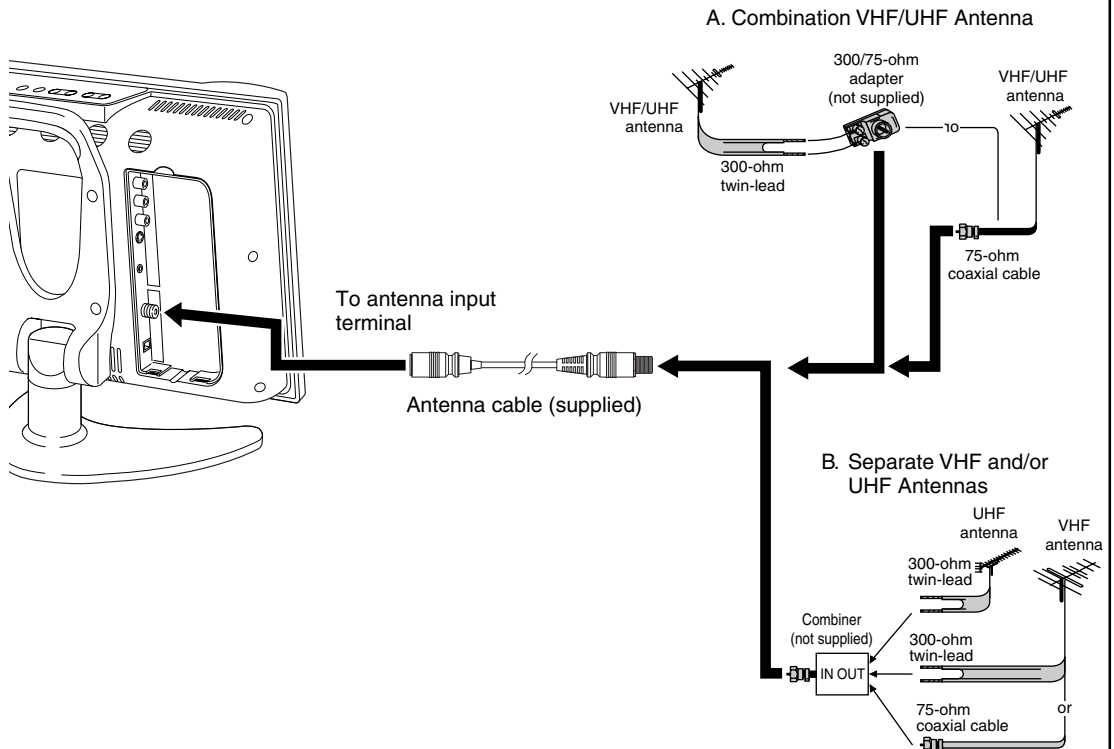 A. Combination VHF/UHF Antenna
300/75-ohm
adapter
(not supplied)
VHF/UHF
antenna
VHF/UHF
antenna
300-ohm
twin-lead
75-ohm
coaxial cable
To antenna input
terminal
Antenna cable (supplied)
B. Separate VHF and/or
UHF Antennas
UHF
antenna
VHF
antenna
300-ohm
twin-lead
Combiner
(not supplied)
IN OUT
300-ohm
twin-lead
75-ohm
coaxial cable
or